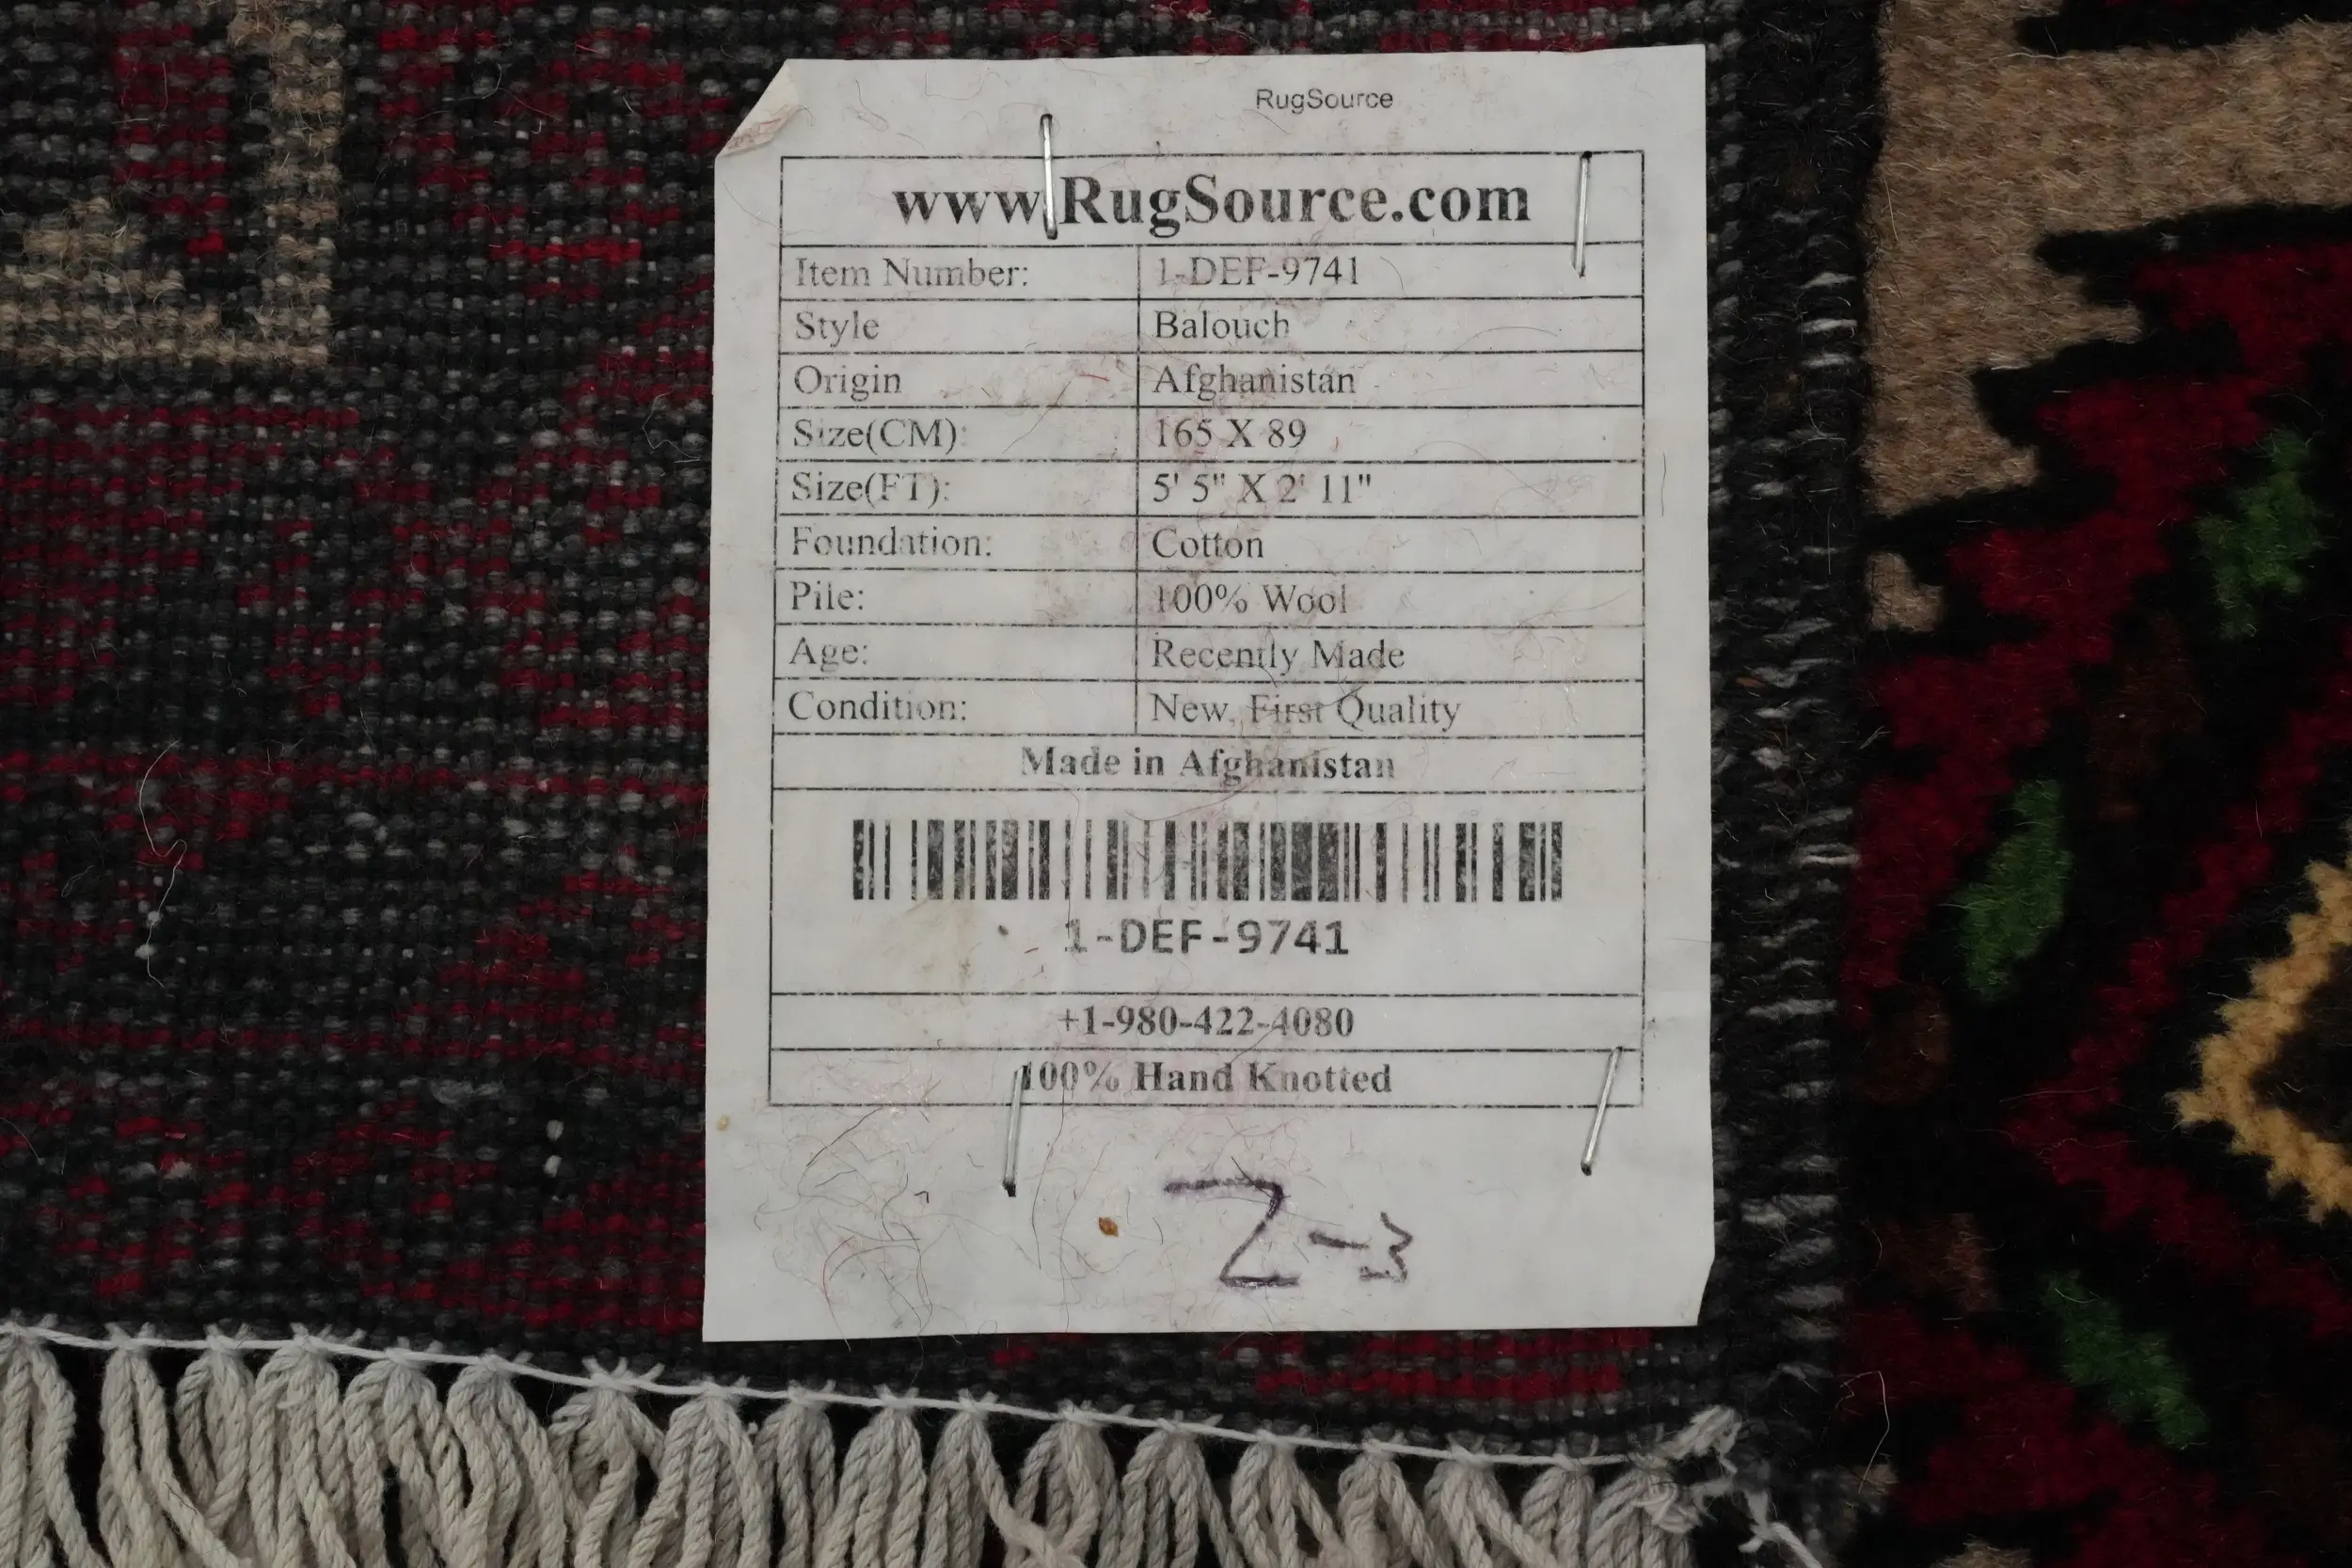 RugSource
www.RugSource.com
Item Number: 1-DEF-9741
Style Balouch
Origin Afghanistan
Size(CM): 165 X 89
Size(FT): 5' 5" X 2' 11"
Foundation: Cotton
Pile: 100% Wool
Age: Recently Made
Condition: New, First Quality
Made in Afghanistan
1-DEF-9741
+1-980-422-4080
100% Hand Knotted
Z-3